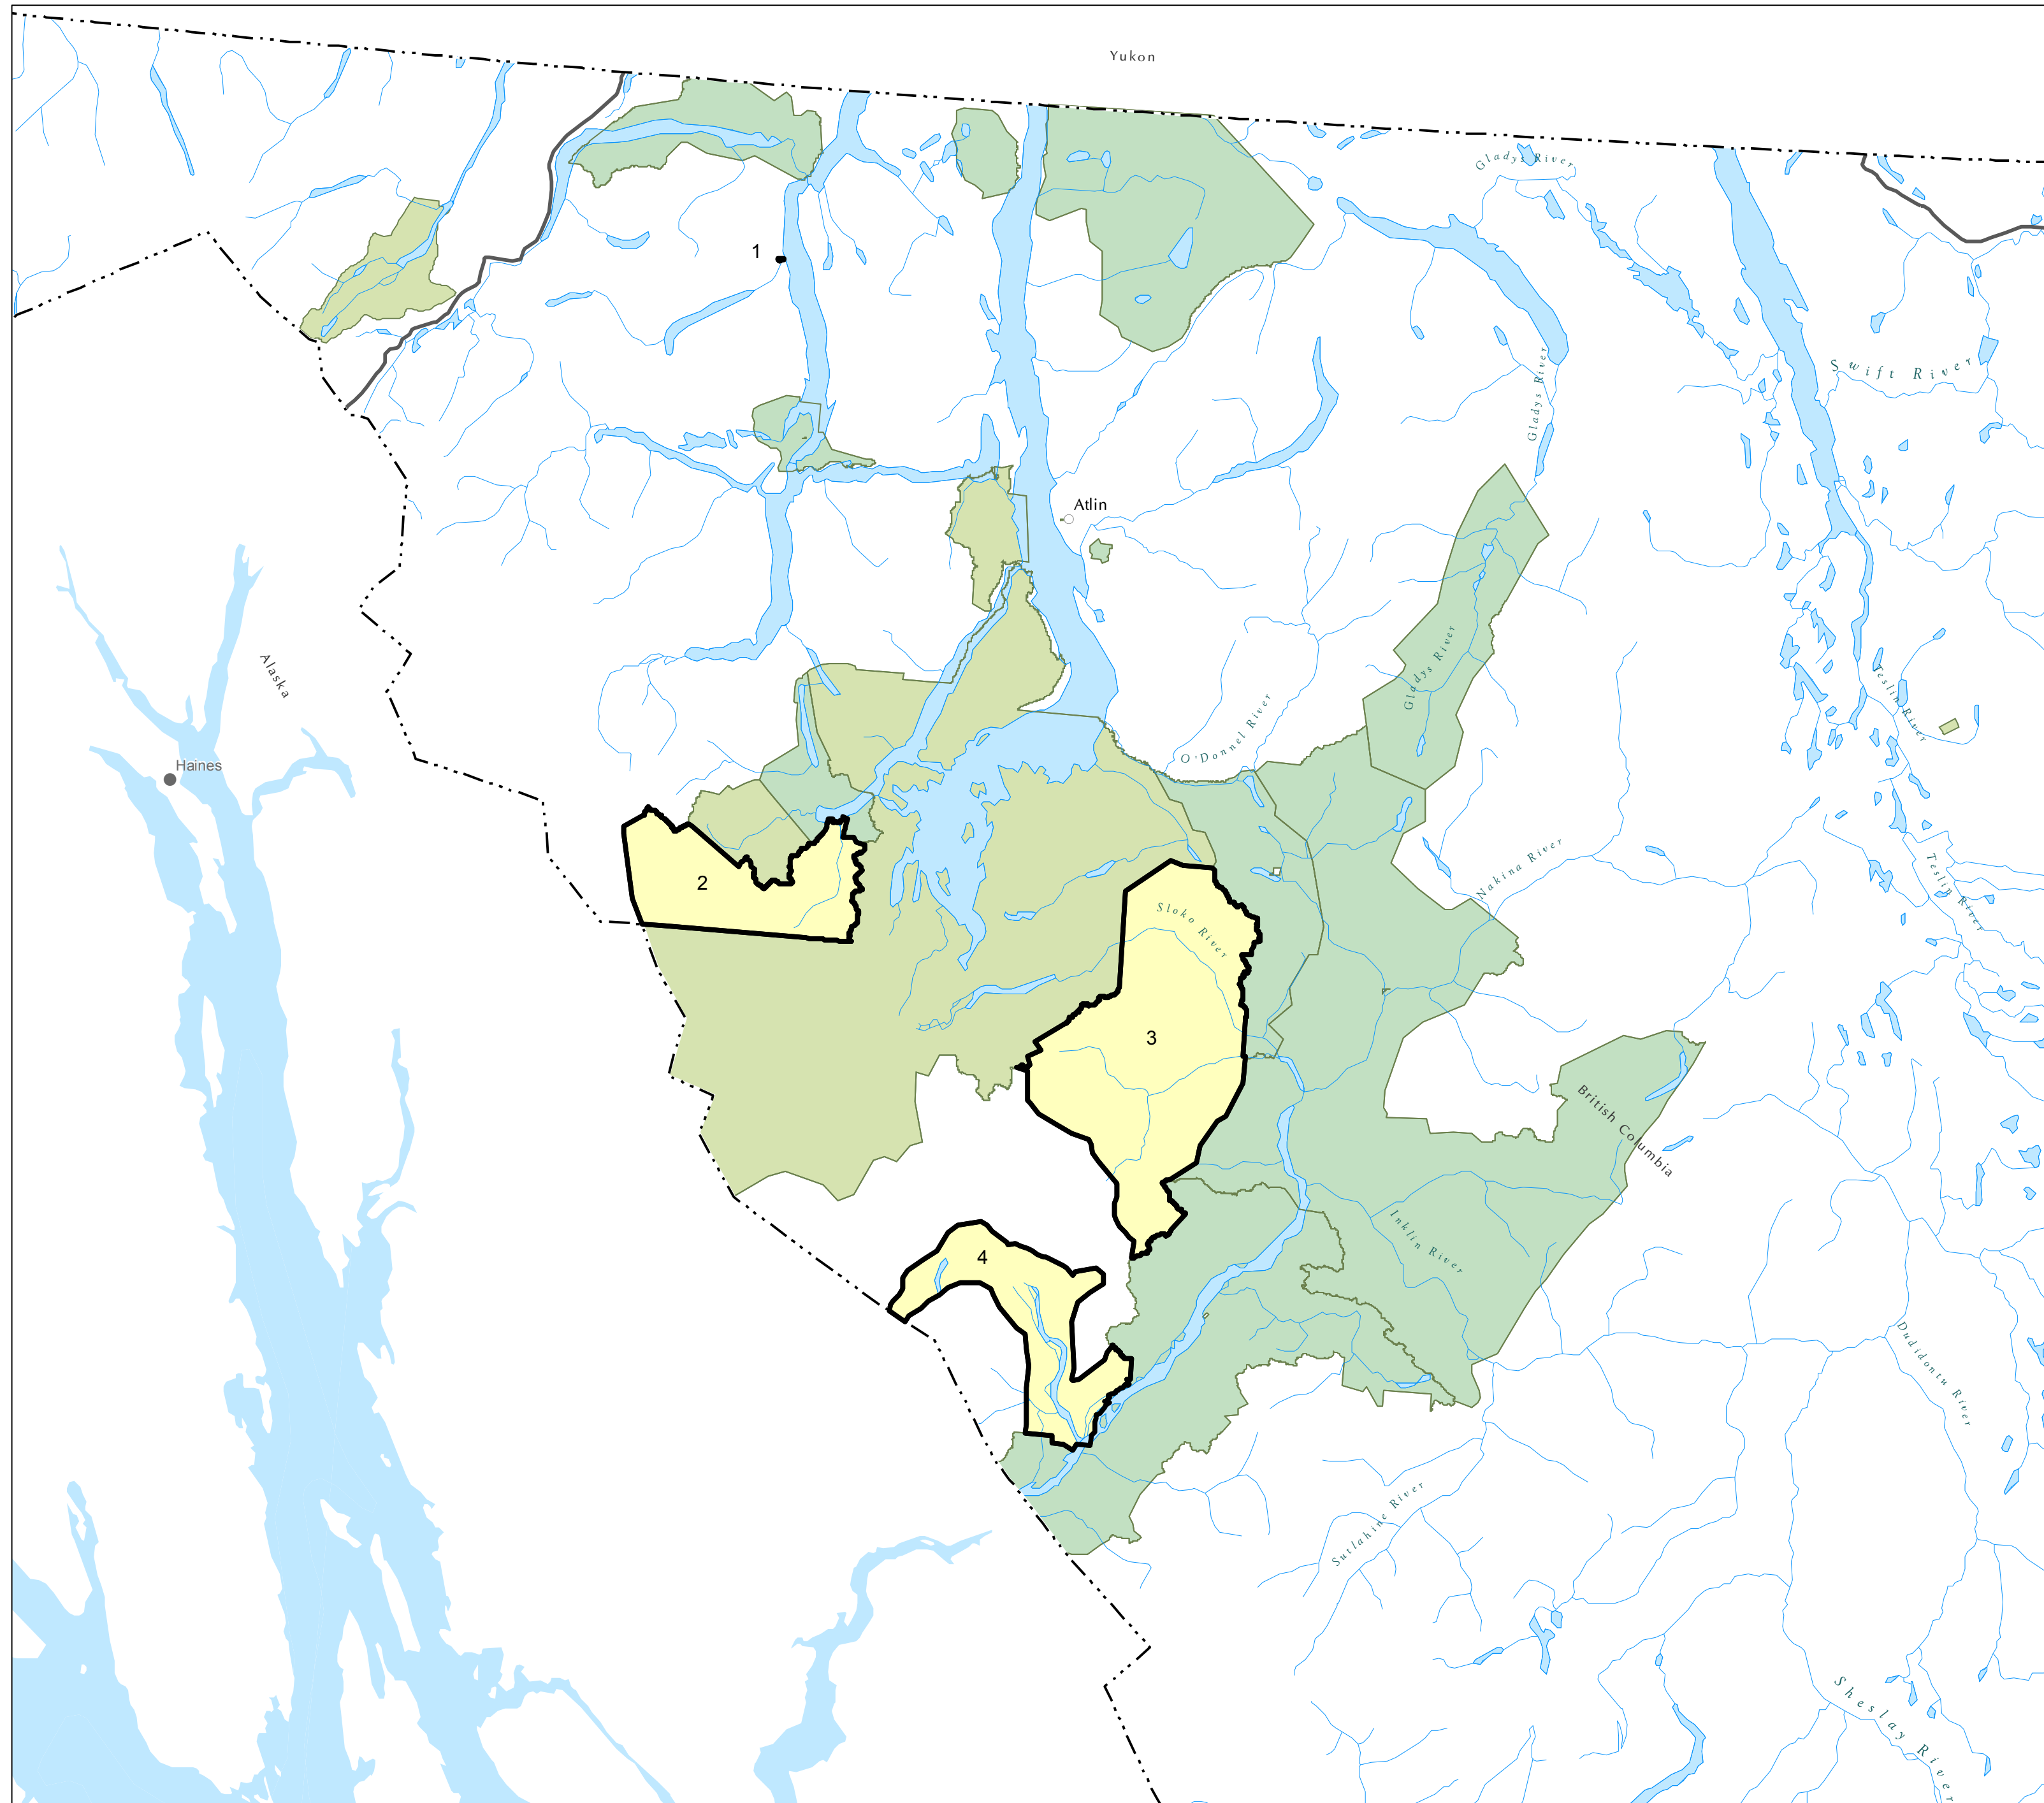 Yukon
Gladys River
1
Swift River
Gladys River
Atlin
Alaska
Gladys River
Teslin River
O'Donnel River
Haines
Nakina River
Teslin River
2
Sloko River
3
British Columbia
Inklin River
4
Dudidontu River
Sutlahine River
Sheslay River